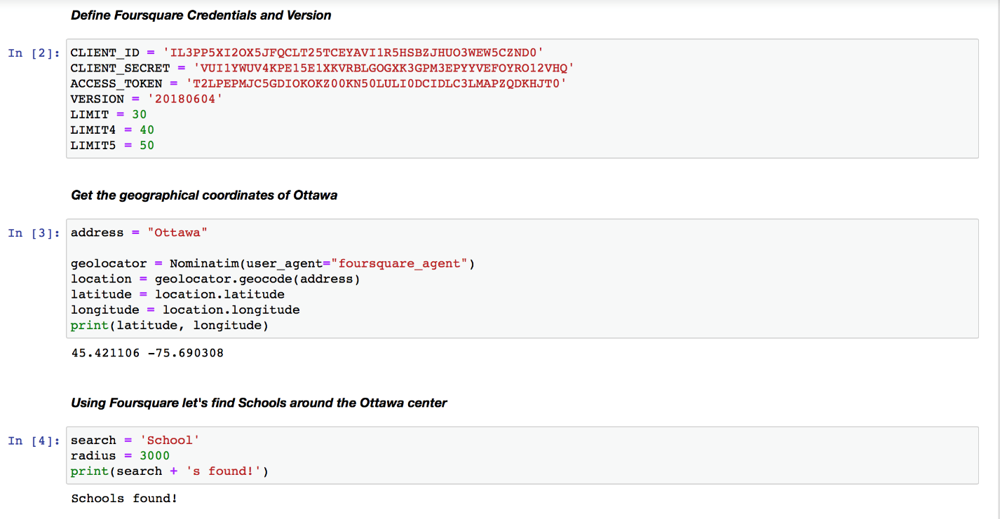 Define Foursquare Credentials and Version
In [2]: CLIENT_ID = 'IL3PP5XI2OX5JFQCLT25TCEYAVI1R5HSBZJHUO3WEW5CZND0'
CLIENT_SECRET = 'VUI1YWUV4KPE15E1XKVRBLGOGXK3GPM3EPYYVEFOYRO12VHQ'
ACCESS_TOKEN = 'T2LPEPMJC5GDIOKOKZ00KN50LULI0DCIDLC3LMAPZQDKHJT0'
VERSION = '20180604'
LIMIT = 30
LIMIT4 = 40
LIMIT5 = 50
Get the geographical coordinates of Ottawa
In [3]: address = "Ottawa"
geolocator = Nominatim(user_agent="foursquare_agent")
location = geolocator.geocode(address)
latitude = location.latitude
longitude = location.longitude
print(latitude, longitude)
45.421106 -75.690308
Using Foursquare let's find Schools around the Ottawa center
In [4]: search = 'School'
radius = 3000
print(search + 's found!')
Schools found!